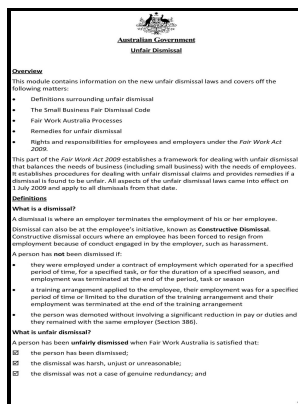 Australian Government
Unfair Dismissal
Overview
This module contains information on the new unfair dismissal laws and covers off the
following matters:
• Definitions surrounding unfair dismissal
• The Small Business Fair Dismissal Code
• Fair Work Australia Processes
• Remedies for unfair dismissal
• Rights and responsibilities for employees and employers under the Fair Work Act
2009.
This part of the Fair Work Act 2009 establishes a framework for dealing with unfair dismissal
that balances the needs of business (including small business) with the needs of employees.
It establishes procedures for dealing with unfair dismissal claims and provides remedies if a
dismissal is found to be unfair. All aspects of the unfair dismissal laws came into effect on
1 July 2009 and apply to all dismissals from that date.
Definitions
What is a dismissal?
A dismissal is where an employer terminates the employment of his or her employee.
Dismissal can also be at the employee's initiative, known as Constructive Dismissal.
Constructive dismissal occurs where an employee has been forced to resign from
employment because of conduct engaged in by the employer, such as harassment.
A person has not been dismissed if:
• they were employed under a contract of employment which operated for a specified
period of time, for a specified task, or for the duration of a specified season, and
employment was terminated at the end of the period, task or season
• a training arrangement applied to the employee, their employment was for a specified
period of time or limited to the duration of the training arrangement and their
employment was terminated at the end of the training arrangement
• the person was demoted without involving a significant reduction in pay or duties and
they remained with the same employer (Section 386).
What is unfair dismissal?
A person has been unfairly dismissed when Fair Work Australia is satisfied that:
☑ the person has been dismissed;
☑ the dismissal was harsh, unjust or unreasonable;
☑ the dismissal was not a case of genuine redundancy; and